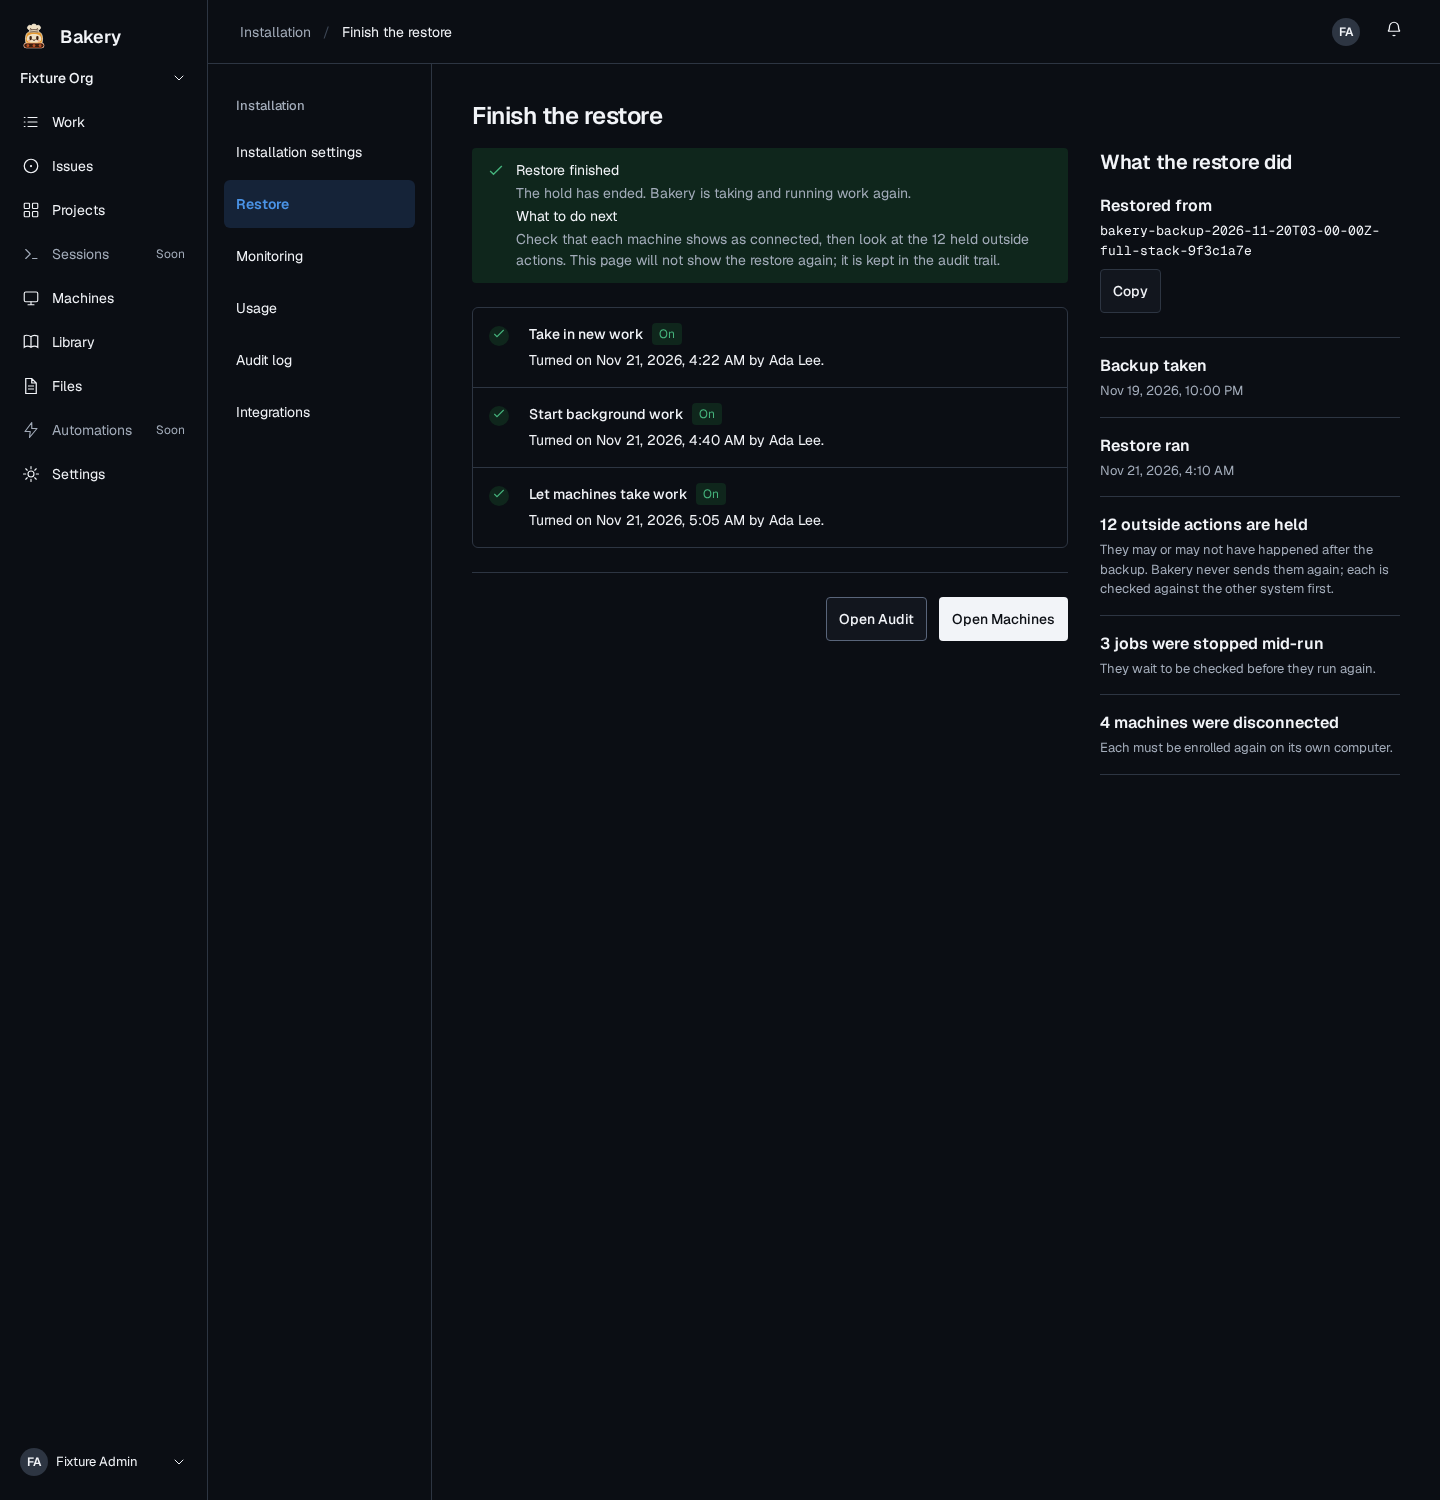 Bakery
Fixture Org
Work
Issues
Projects
Sessions Soon
Machines
Library
Files
Automations Soon
Settings
FA Fixture Admin
Installation / Finish the restore
FA
Installation
Installation settings
Restore
Monitoring
Usage
Audit log
Integrations
Finish the restore
Restore finished
The hold has ended. Bakery is taking and running work again.
What to do next
Check that each machine shows as connected, then look at the 12 held outside
actions. This page will not show the restore again; it is kept in the audit trail.
Take in new work On
Turned on Nov 21, 2026, 4:22 AM by Ada Lee.
Start background work On
Turned on Nov 21, 2026, 4:40 AM by Ada Lee.
Let machines take work On
Turned on Nov 21, 2026, 5:05 AM by Ada Lee.
Open Audit
Open Machines
What the restore did
Restored from
bakery-backup-2026-11-20T03-00-00Z-
full-stack-9f3c1a7e
Copy
Backup taken
Nov 19, 2026, 10:00 PM
Restore ran
Nov 21, 2026, 4:10 AM
12 outside actions are held
They may or may not have happened after the
backup. Bakery never sends them again; each is
checked against the other system first.
3 jobs were stopped mid-run
They wait to be checked before they run again.
4 machines were disconnected
Each must be enrolled again on its own computer.